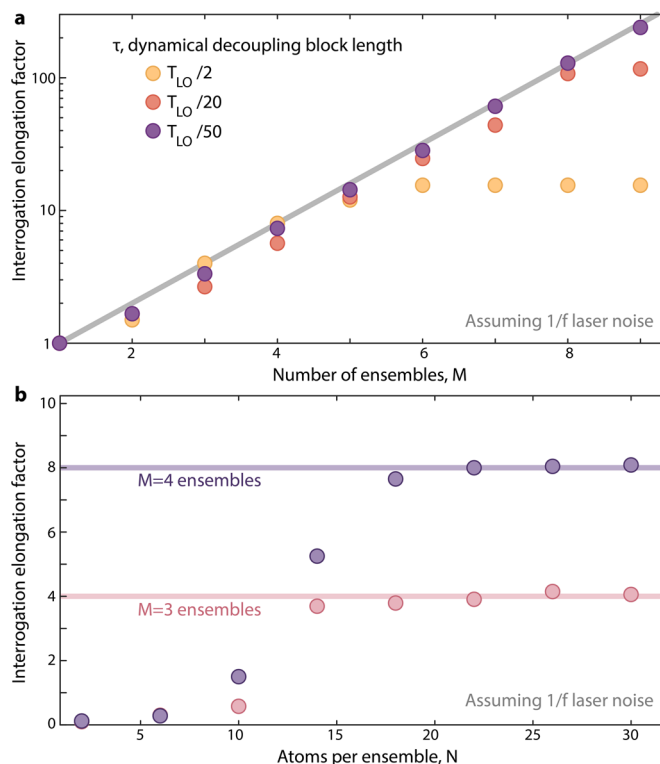 a
τ, dynamical decoupling block length
T_LO /2
T_LO /20
T_LO /50
100
10
1
Interrogation elongation factor
Assuming 1/f laser noise
2 4 6 8
Number of ensembles, M
b
10
8
M=4 ensembles
6
4
M=3 ensembles
2
0
Interrogation elongation factor
Assuming 1/f laser noise
5 10 15 20 25 30
Atoms per ensemble, N